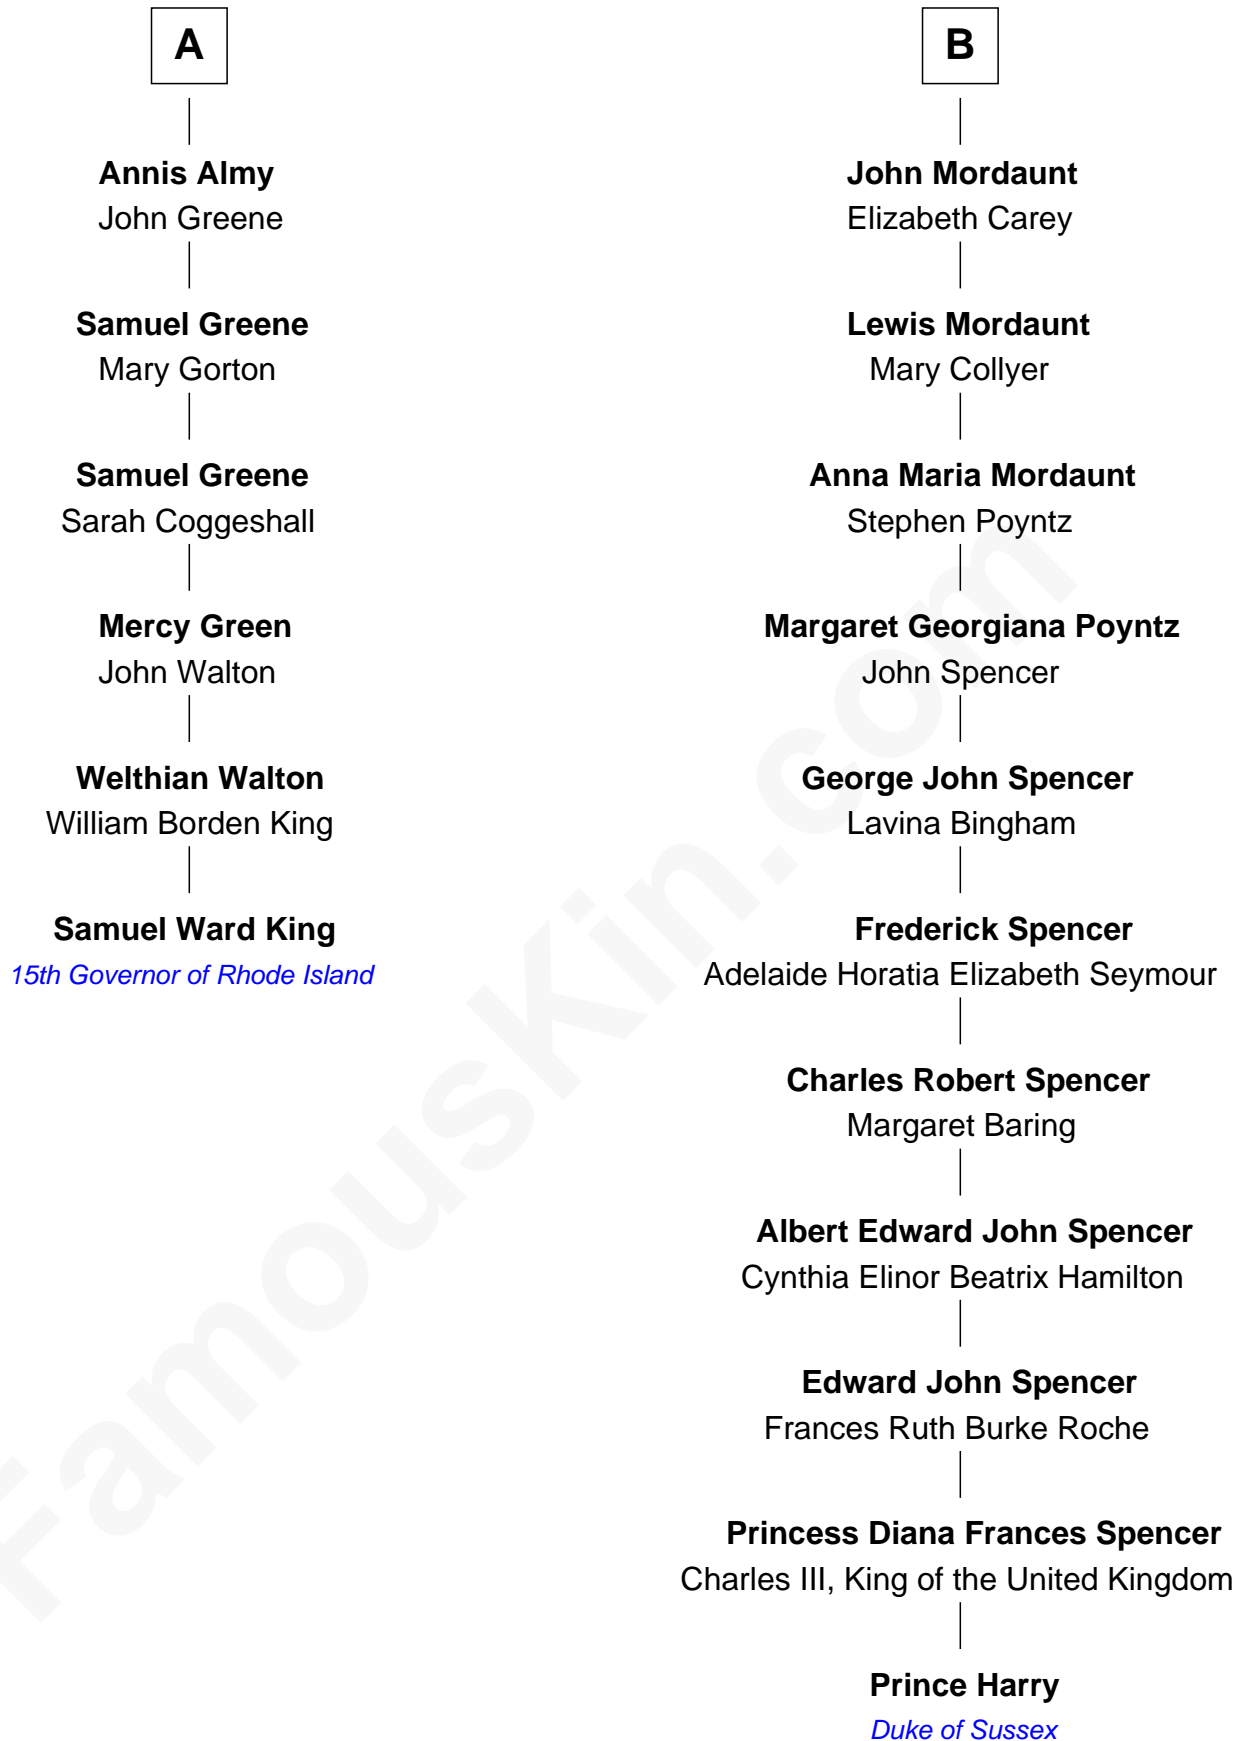 A
Annis Almy
John Greene
Samuel Greene
Mary Gorton
Samuel Greene
Sarah Coggeshall
Mercy Green
John Walton
Welthian Walton
William Borden King
Samuel Ward King
15th Governor of Rhode Island
B
John Mordaunt
Elizabeth Carey
Lewis Mordaunt
Mary Collyer
Anna Maria Mordaunt
Stephen Poyntz
Margaret Georgiana Poyntz
John Spencer
George John Spencer
Lavina Bingham
Frederick Spencer
Adelaide Horatia Elizabeth Seymour
Charles Robert Spencer
Margaret Baring
Albert Edward John Spencer
Cynthia Elinor Beatrix Hamilton
Edward John Spencer
Frances Ruth Burke Roche
Princess Diana Frances Spencer
Charles III, King of the United Kingdom
Prince Harry
Duke of Sussex
FamousKin.com